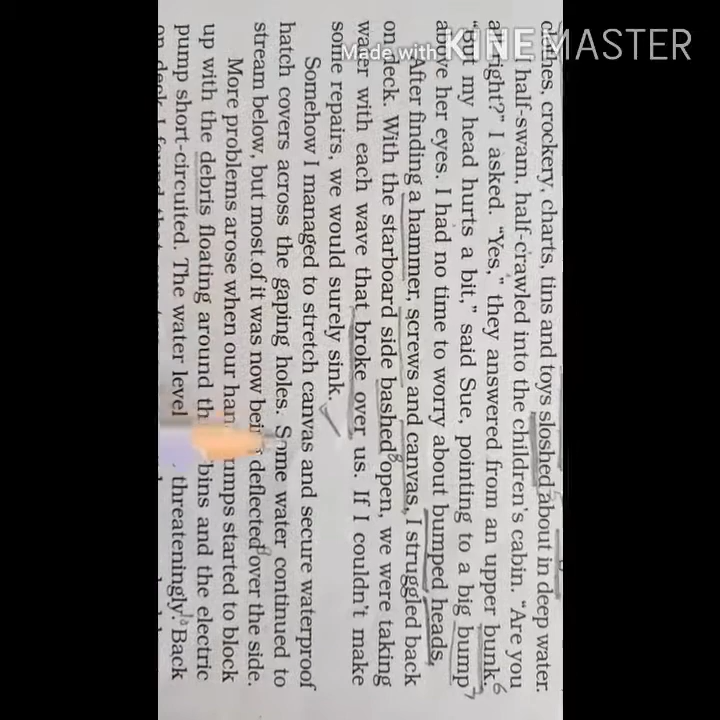 Made with KINEMASTER
clothes, crockery, charts, tins and toys sloshed about in deep water.
half-swam, half-crawled into the children's cabin. "Are you
all right?" I asked. "Yes," they answered from an upper bunk.
"But my head hurts a bit," said Sue, pointing to a big bump
above her eyes. I had no time to worry about bumped heads.
After finding a hammer, screws and canvas, I struggled back
on deck. With the starboard side bashed open, we were taking
water with each wave that broke over us. If I couldn't make
some repairs, we would surely sink.
Somehow I managed to stretch canvas and secure waterproof
hatch covers across the gaping holes. Some water continued to
stream below, but most of it was now being deflected over the side.
More problems arose when our started to block
up with the debris floating around and the electric
pump short-circuited. The water level threateningly. Back
on deck I found that